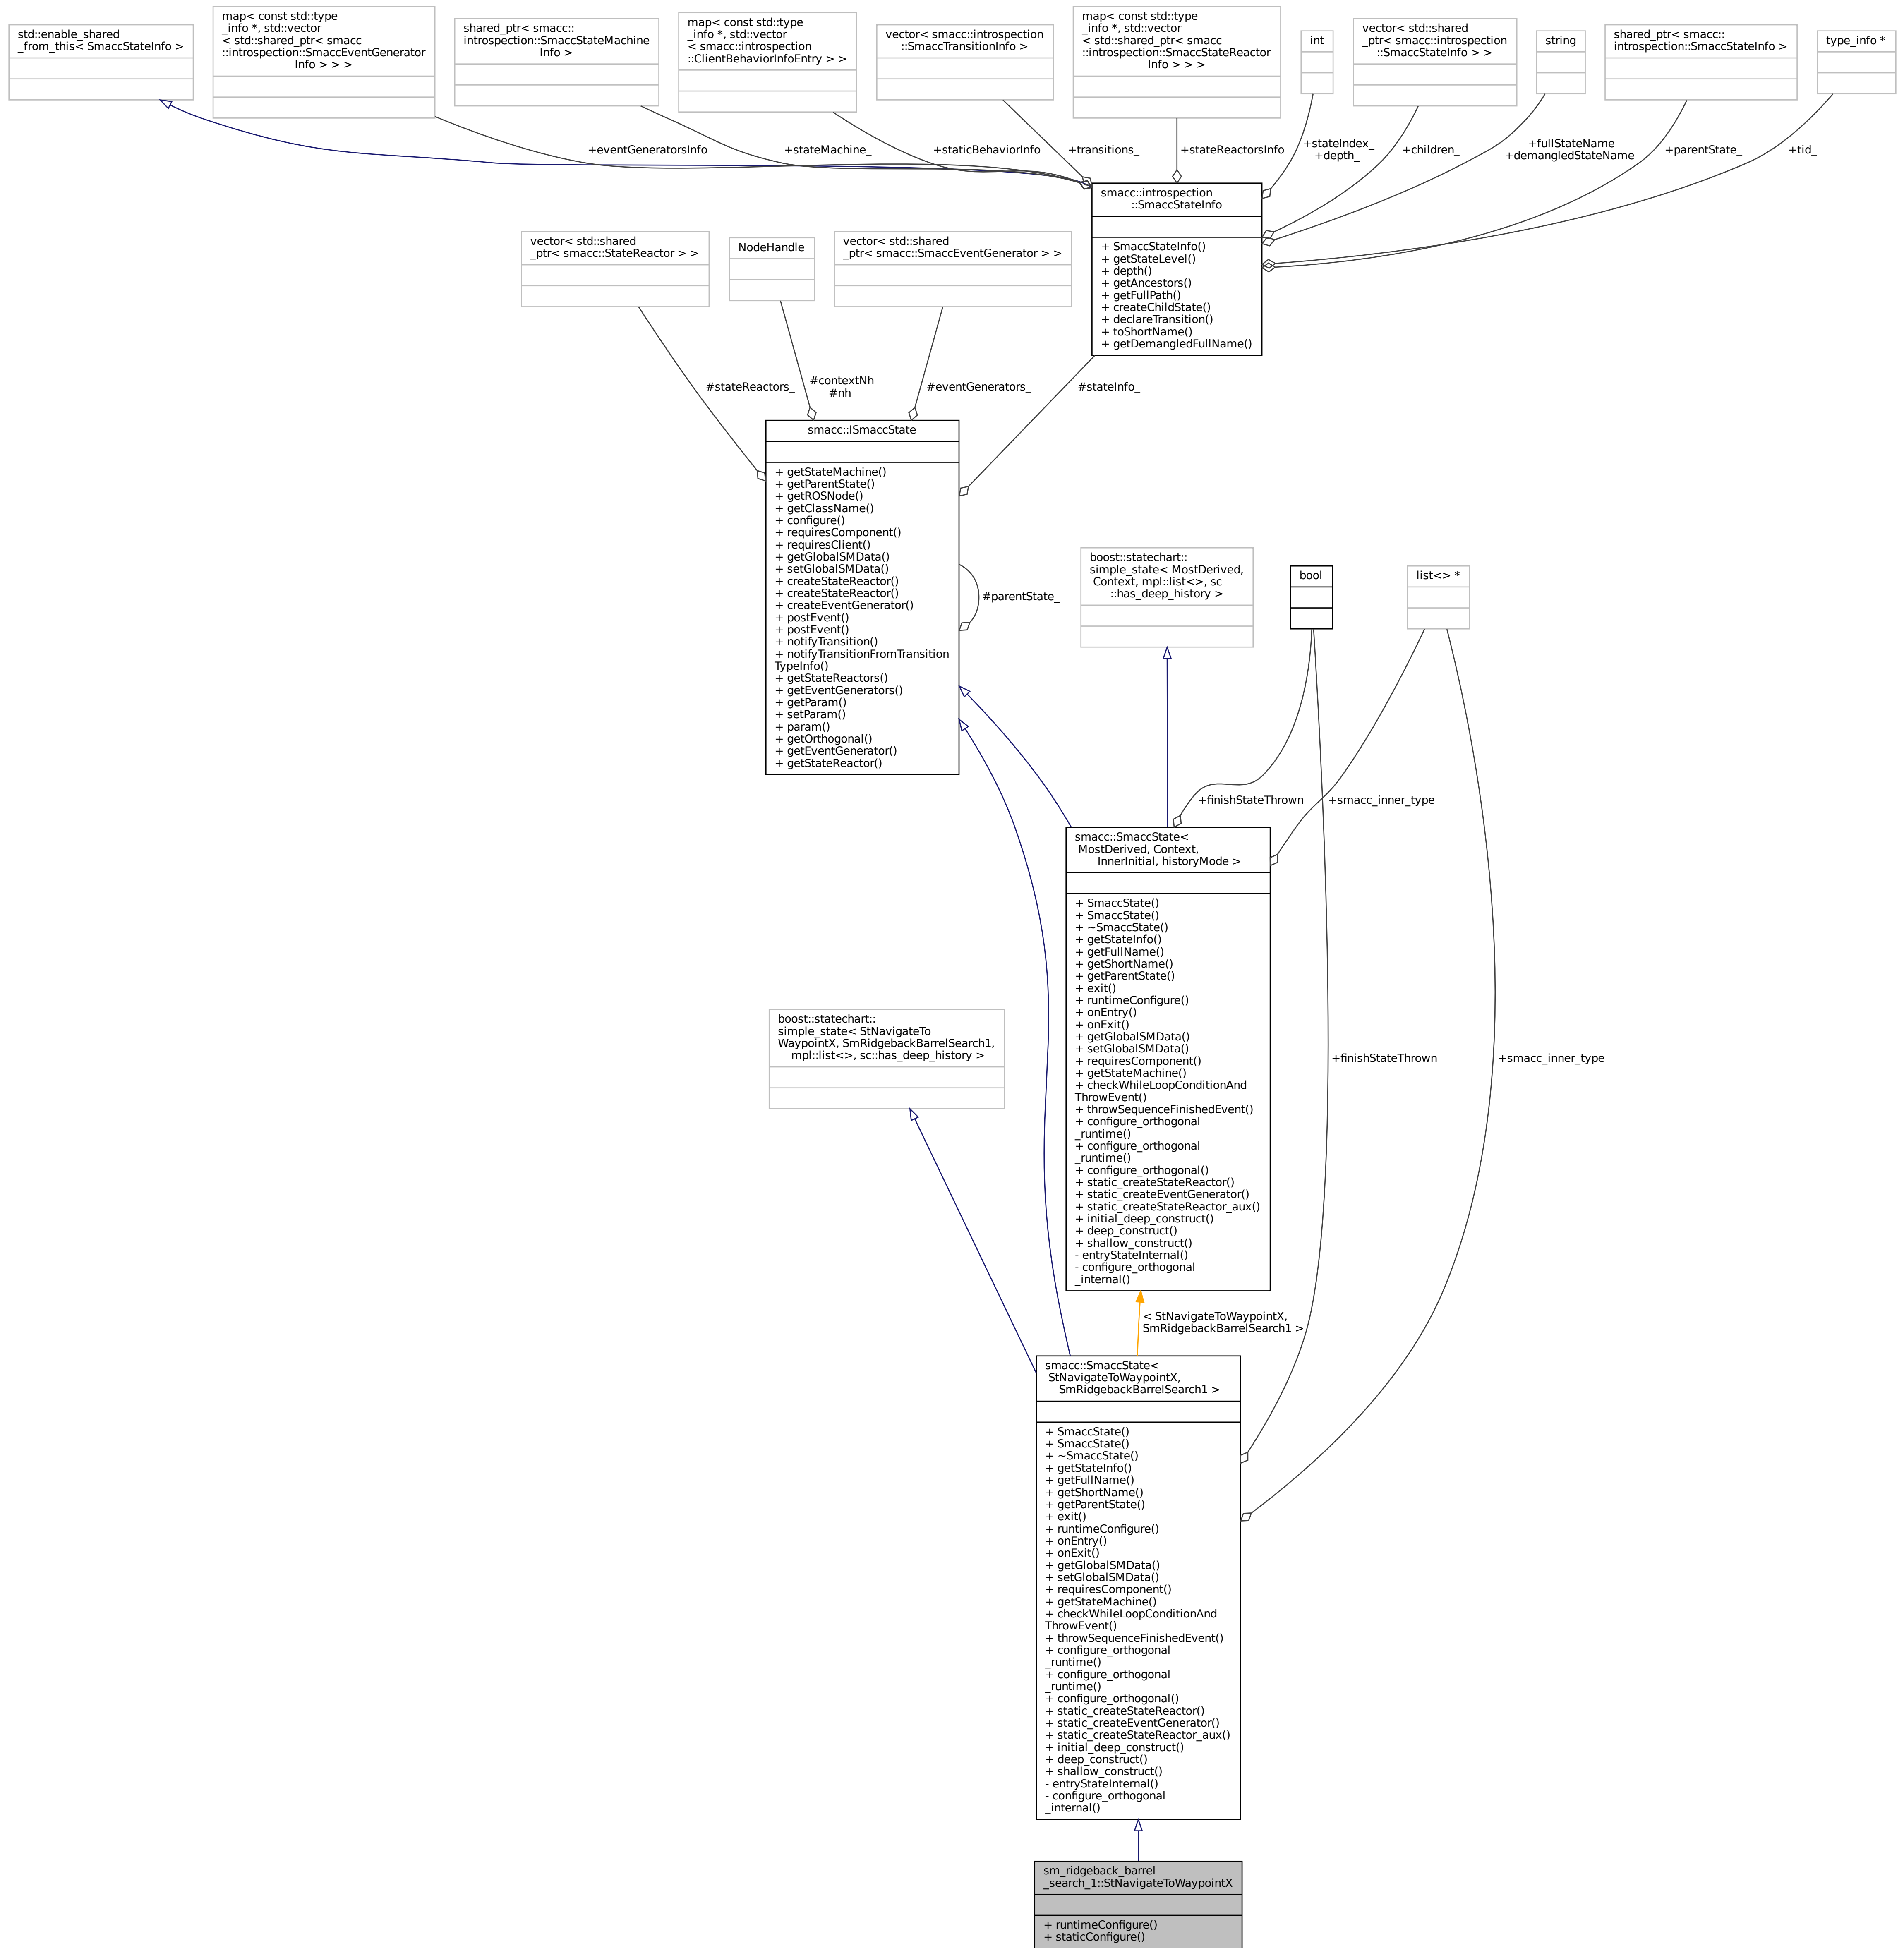 std::enable_shared
_from_this< SmaccStateInfo >
map< const std::type
_info *, std::vector
< std::shared_ptr< smacc
::introspection::SmaccEventGenerator
Info > > >
shared_ptr< smacc::
introspection::SmaccStateMachine
Info >
map< const std::type
_info *, std::vector
< smacc::introspection
::ClientBehaviorInfoEntry > >
vector< smacc::introspection
::SmaccTransitionInfo >
map< const std::type
_info *, std::vector
< std::shared_ptr< smacc
::introspection::SmaccStateReactor
Info > > >
int
vector< std::shared
_ptr< smacc::introspection
::SmaccStateInfo > >
string
shared_ptr< smacc::
introspection::SmaccStateInfo >
type_info *
+eventGeneratorsInfo
+stateMachine_
+staticBehaviorInfo
+transitions_
+stateReactorsInfo
+stateIndex_
+depth_
+children_
+fullStateName
+demangledStateName
+parentState_
+tid_
smacc::introspection
::SmaccStateInfo
+ SmaccStateInfo()
+ getStateLevel()
+ depth()
+ getAncestors()
+ getFullPath()
+ createChildState()
+ declareTransition()
+ toShortName()
+ getDemangledFullName()
vector< std::shared
_ptr< smacc::StateReactor > >
NodeHandle
vector< std::shared
_ptr< smacc::SmaccEventGenerator > >
#stateReactors_
#contextNh
#nh
#eventGenerators_
#stateInfo_
smacc::ISmaccState
+ getStateMachine()
+ getParentState()
+ getROSNode()
+ getClassName()
+ configure()
+ requiresComponent()
+ requiresClient()
+ getGlobalSMData()
+ setGlobalSMData()
+ createStateReactor()
+ createStateReactor()
+ createEventGenerator()
+ postEvent()
+ postEvent()
+ notifyTransition()
+ notifyTransitionFromTransition
TypeInfo()
+ getStateReactors()
+ getEventGenerators()
+ getParam()
+ setParam()
+ param()
+ getOrthogonal()
+ getEventGenerator()
+ getStateReactor()
#parentState_
boost::statechart::
simple_state< MostDerived,
Context, mpl::list<>, sc
::has_deep_history >
bool
list<> *
+finishStateThrown
+smacc_inner_type
smacc::SmaccState<
MostDerived, Context,
InnerInitial, historyMode >
+ SmaccState()
+ SmaccState()
+ ~SmaccState()
+ getStateInfo()
+ getFullName()
+ getShortName()
+ getParentState()
+ exit()
+ runtimeConfigure()
+ onEntry()
+ onExit()
+ getGlobalSMData()
+ setGlobalSMData()
+ requiresComponent()
+ getStateMachine()
+ checkWhileLoopConditionAnd
ThrowEvent()
+ throwSequenceFinishedEvent()
+ configure_orthogonal
_runtime()
+ configure_orthogonal
_runtime()
+ configure_orthogonal()
+ static_createStateReactor()
+ static_createEventGenerator()
+ static_createStateReactor_aux()
+ initial_deep_construct()
+ deep_construct()
+ shallow_construct()
- entryStateInternal()
- configure_orthogonal
_internal()
boost::statechart::
simple_state< StNavigateTo
WaypointX, SmRidgebackBarrelSearch1,
mpl::list<>, sc::has_deep_history >
+finishStateThrown
+smacc_inner_type
< StNavigateToWaypointX,
SmRidgebackBarrelSearch1 >
smacc::SmaccState<
StNavigateToWaypointX,
SmRidgebackBarrelSearch1 >
+ SmaccState()
+ SmaccState()
+ ~SmaccState()
+ getStateInfo()
+ getFullName()
+ getShortName()
+ getParentState()
+ exit()
+ runtimeConfigure()
+ onEntry()
+ onExit()
+ getGlobalSMData()
+ setGlobalSMData()
+ requiresComponent()
+ getStateMachine()
+ checkWhileLoopConditionAnd
ThrowEvent()
+ throwSequenceFinishedEvent()
+ configure_orthogonal
_runtime()
+ configure_orthogonal
_runtime()
+ configure_orthogonal()
+ static_createStateReactor()
+ static_createEventGenerator()
+ static_createStateReactor_aux()
+ initial_deep_construct()
+ deep_construct()
+ shallow_construct()
- entryStateInternal()
- configure_orthogonal
_internal()
sm_ridgeback_barrel
_search_1::StNavigateToWaypointX
+ runtimeConfigure()
+ staticConfigure()